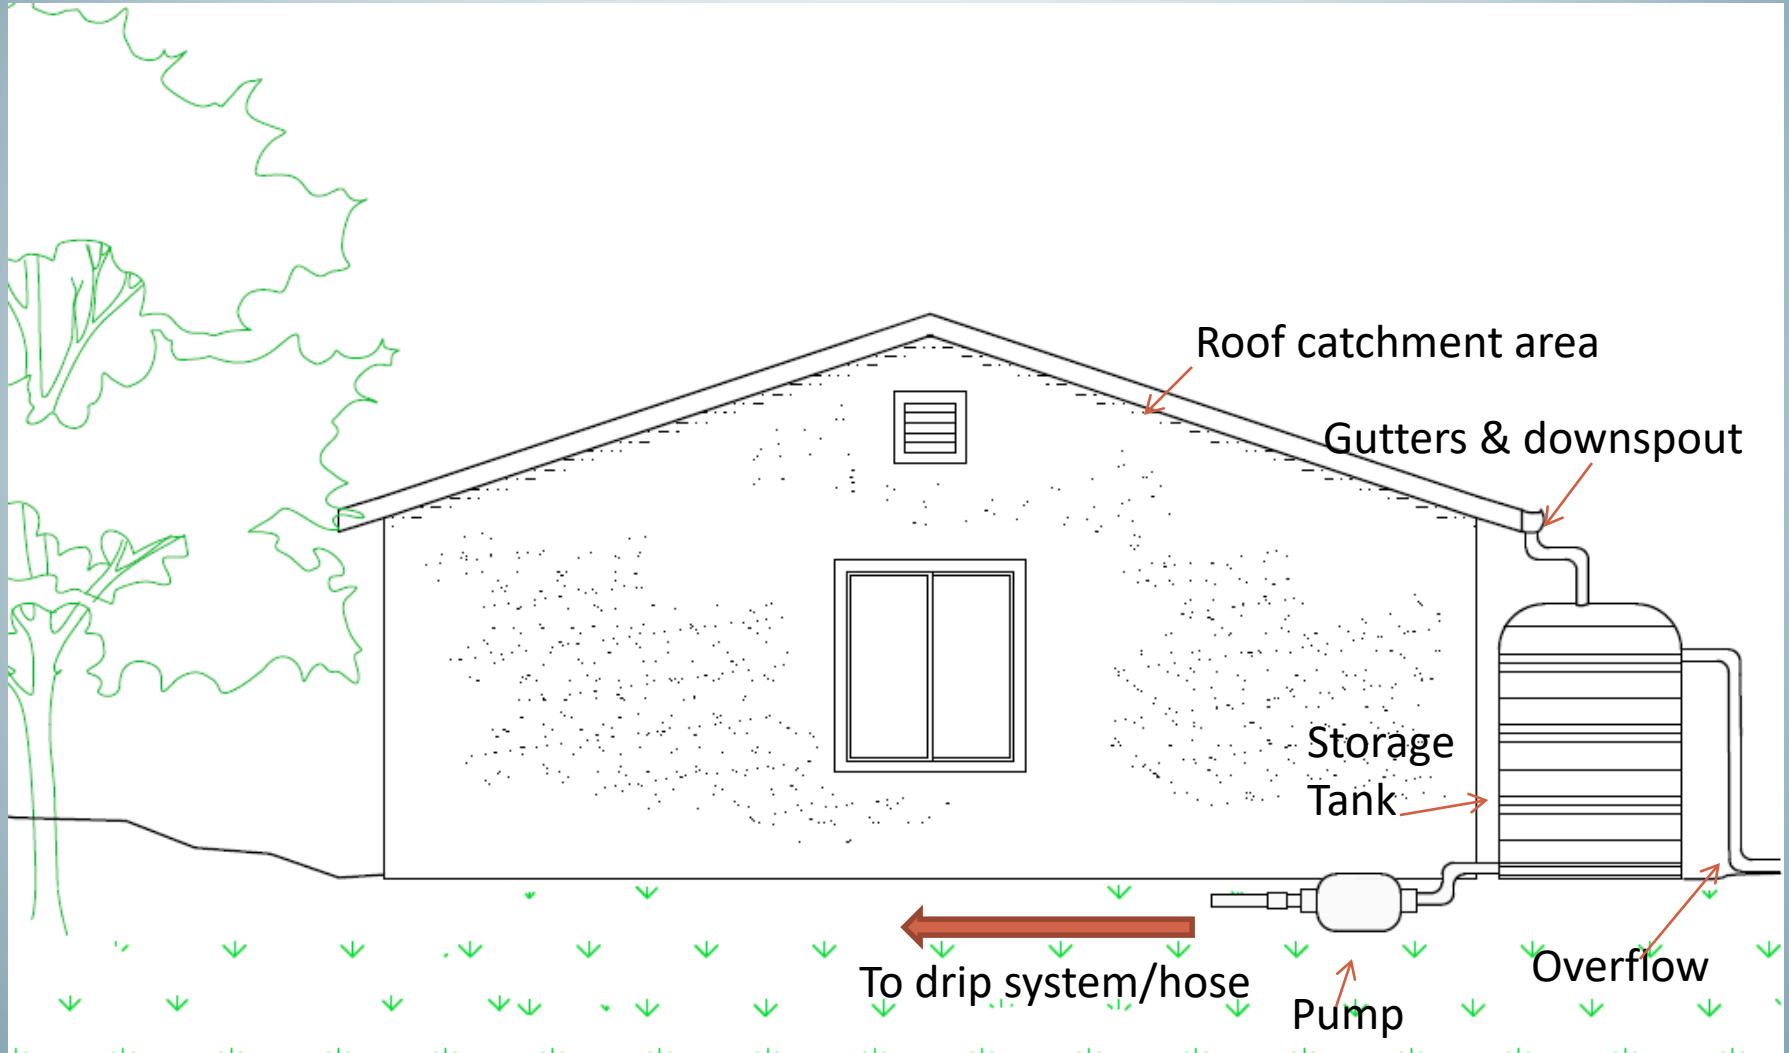 Roof catchment area
Gutters & downspout
Storage
Tank
Overflow
To drip system/hose
Pump